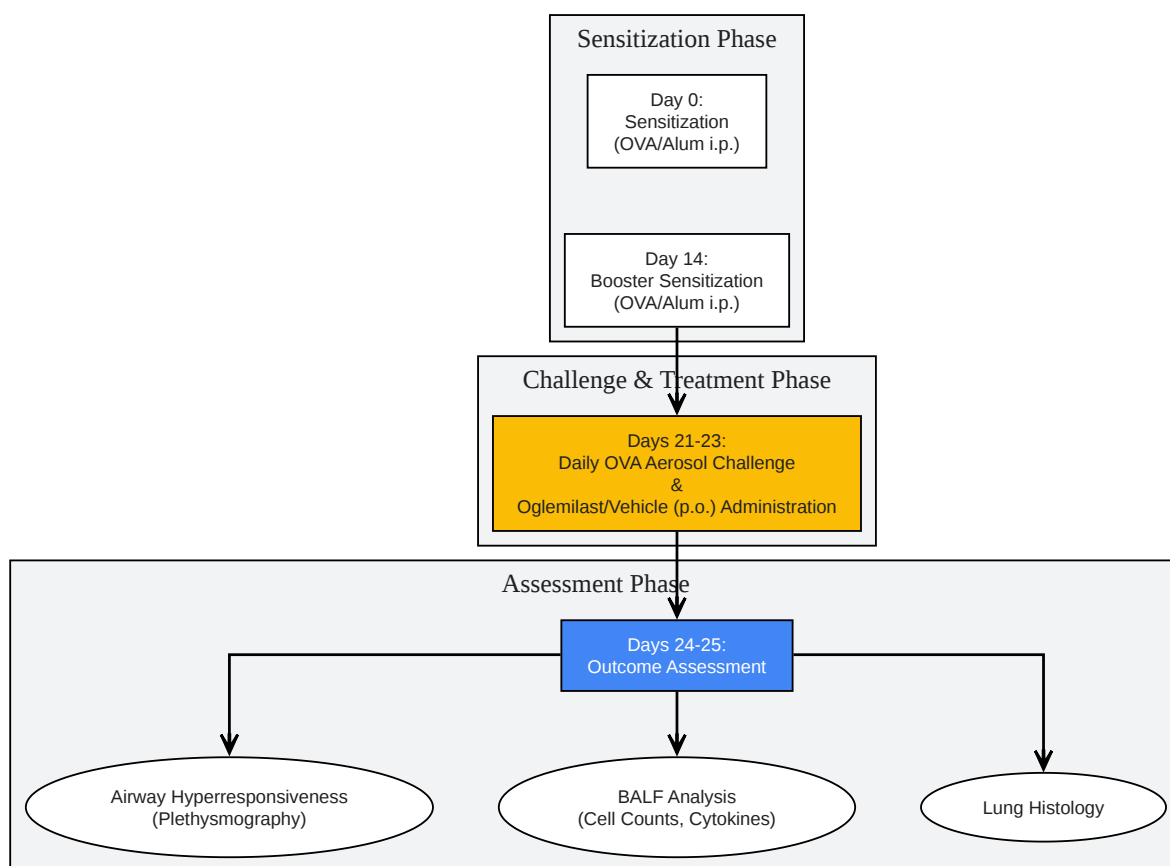 Sensitization Phase
Day 0:
Sensitization
(OVA/Alum i.p.)
Day 14:
Booster Sensitization
(OVA/Alum i.p.)
Challenge & Treatment Phase
Days 21-23:
Daily OVA Aerosol Challenge
&
Oglemilast/Vehicle (p.o.) Administration
Assessment Phase
Days 24-25:
Outcome Assessment
Airway Hyperresponsiveness
(Plethysmography)
BALF Analysis
(Cell Counts, Cytokines)
Lung Histology